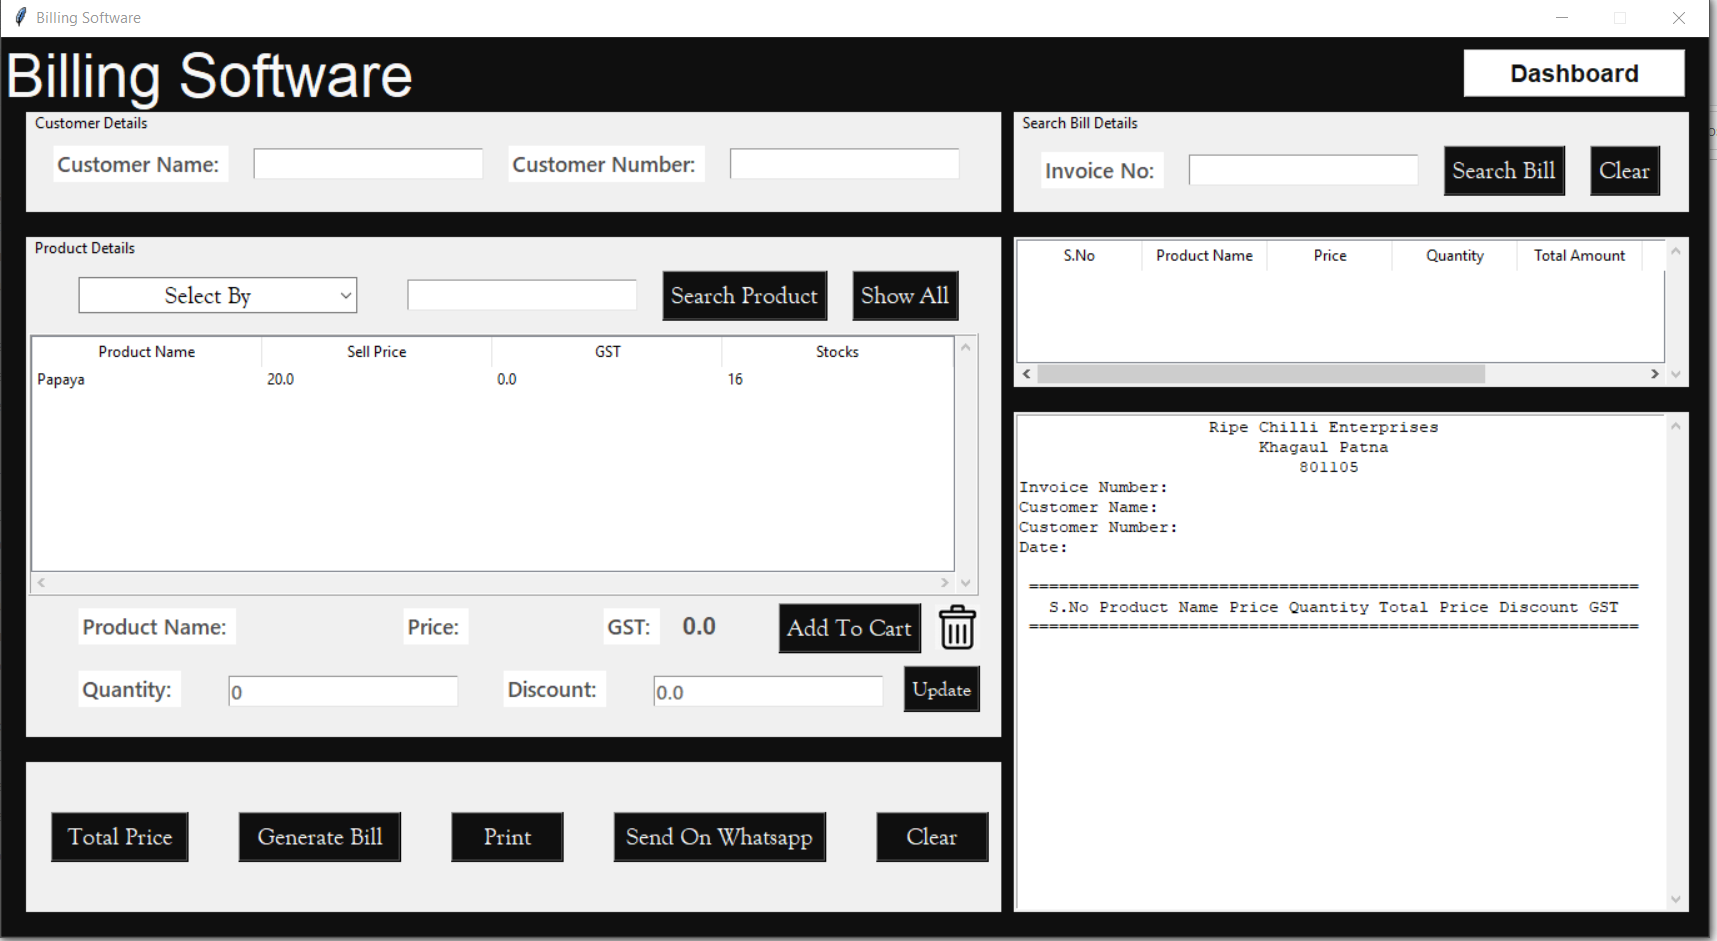 Billing Software
Billing Software
Dashboard
Customer Details
Customer Name:
Customer Number:
Search Bill Details
Invoice No:
Search Bill
Clear
Product Details
Select By
Search Product
Show All
Product Name Sell Price GST Stocks
Papaya 20.0 0.0 16
Product Name:
Price:
GST: 0.0
Add To Cart
Quantity: 0
Discount: 0.0
Update
Total Price
Generate Bill
Print
Send On Whatsapp
Clear
S.No Product Name Price Quantity Total Amount
Ripe Chilli Enterprises
Khagaul Patna
801105
Invoice Number:
Customer Name:
Customer Number:
Date:
=============================================================
S.No Product Name Price Quantity Total Price Discount GST
=============================================================